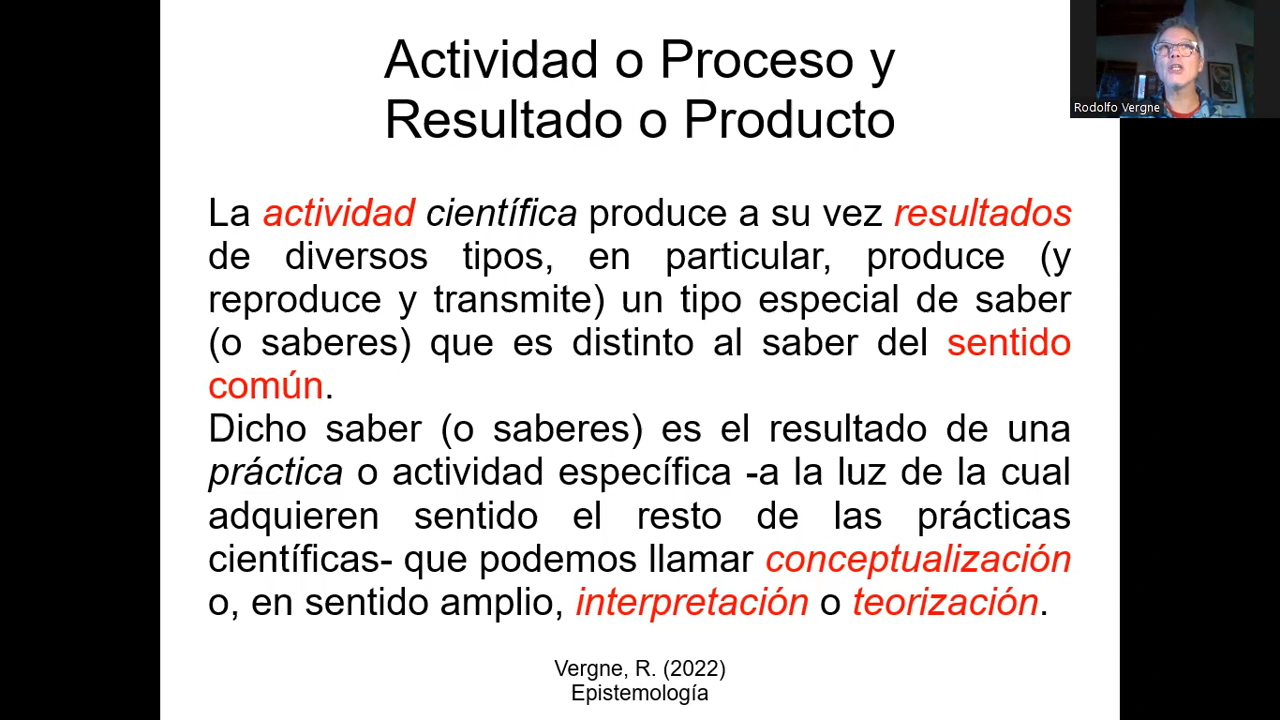 Actividad o Proceso y
Resultado o Producto
Rodolfo Vergne
La actividad científica produce a su vez resultados
de diversos tipos, en particular, produce (y
reproduce y transmite) un tipo especial de saber
(o saberes) que es distinto al saber del sentido
común.
Dicho saber (o saberes) es el resultado de una
práctica o actividad específica -a la luz de la cual
adquieren sentido el resto de las prácticas
científicas- que podemos llamar conceptualización
o, en sentido amplio, interpretación o teorización.
Vergne, R. (2022)
Epistemología